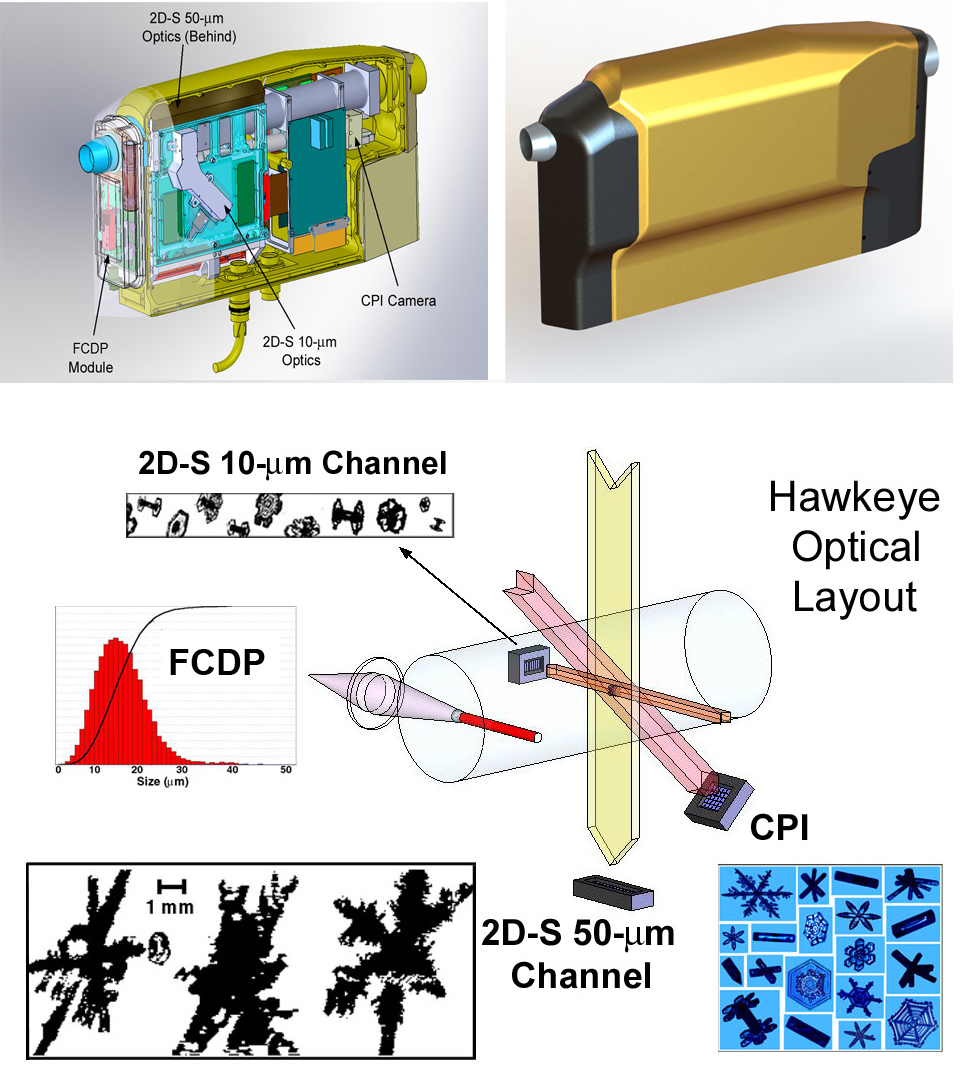 2D-S 50-μm
Optics (Behind)
CPI Camera
2D-S 10-μm
Optics
FCDP
Module
2D-S 10-μm Channel
Hawkeye
Optical
Layout
FCDP
0 10 20 30 40 50
Size (μm)
CPI
1 mm
2D-S 50-μm
Channel